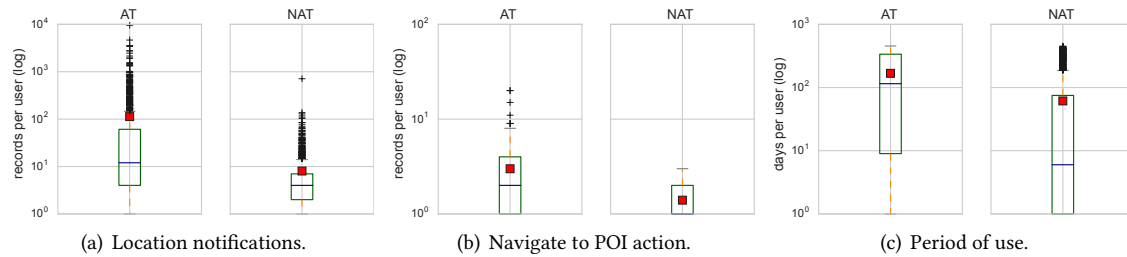 AT NAT AT NAT AT NAT
records per user (log)
10^4
10^3
10^2
10^1
10^0
records per user (log)
10^2
10^1
10^0
days per user (log)
10^3
10^2
10^1
10^0
(a) Location notifications. (b) Navigate to POI action. (c) Period of use.